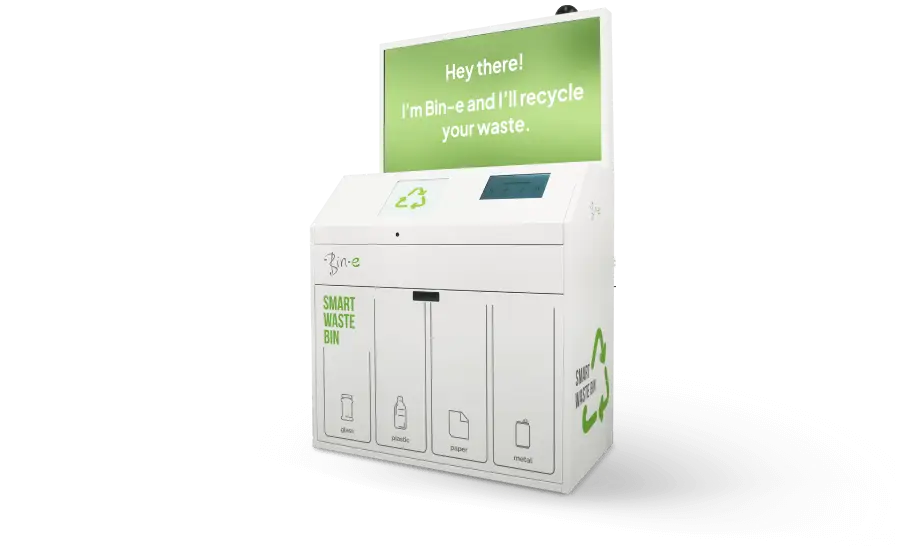 Hey there!
I'm Bin-e and I'll recycle
your waste.
Bin-e
Bin-e
SMART
WASTE
BIN
SMART
WASTE BIN
glass
plastic
paper
metal